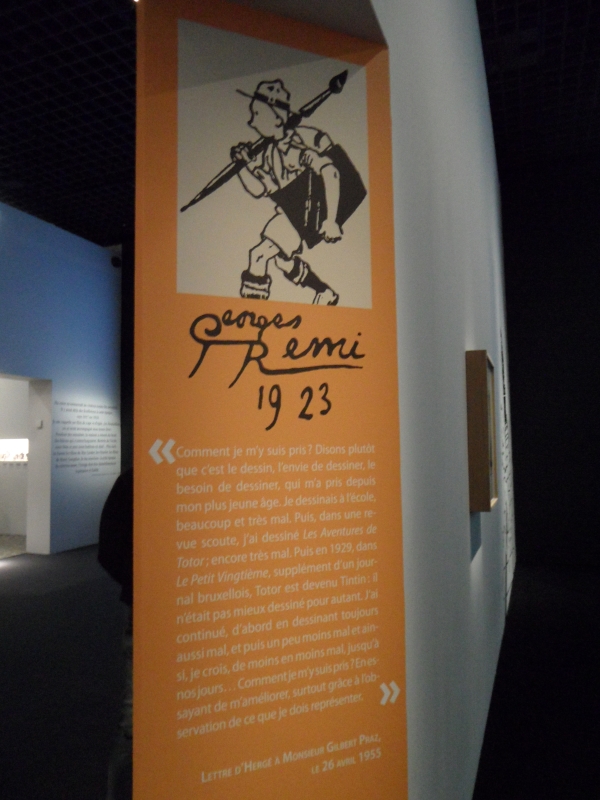 Georges
Remi
1923
« Comment je m'y suis pris ? Disons plutôt
que c'est le dessin, l'envie de dessiner, le
besoin de dessiner, qui m'a pris depuis
mon plus jeune âge. Je dessinais à l'école,
beaucoup et très mal. Puis, dans une re-
vue scoute, j'ai dessiné Les Aventures de
Totor ; encore très mal. Puis en 1929, dans
Le Petit Vingtième, supplément d'un jour-
nal bruxellois, Totor est devenu Tintin : il
n'était pas mieux dessiné pour autant. J'ai
continué, d'abord en dessinant toujours
aussi mal, et puis un peu moins mal et ain-
si, je crois, de moins en moins mal, jusqu'à
nos jours... Comment je m'y suis pris ? En es-
sayant de m'améliorer, surtout grâce à l'ob-
servation de ce que je dois représenter. »
Lettre d'Hergé à Monsieur Gilbert Praz,
le 26 avril 1955